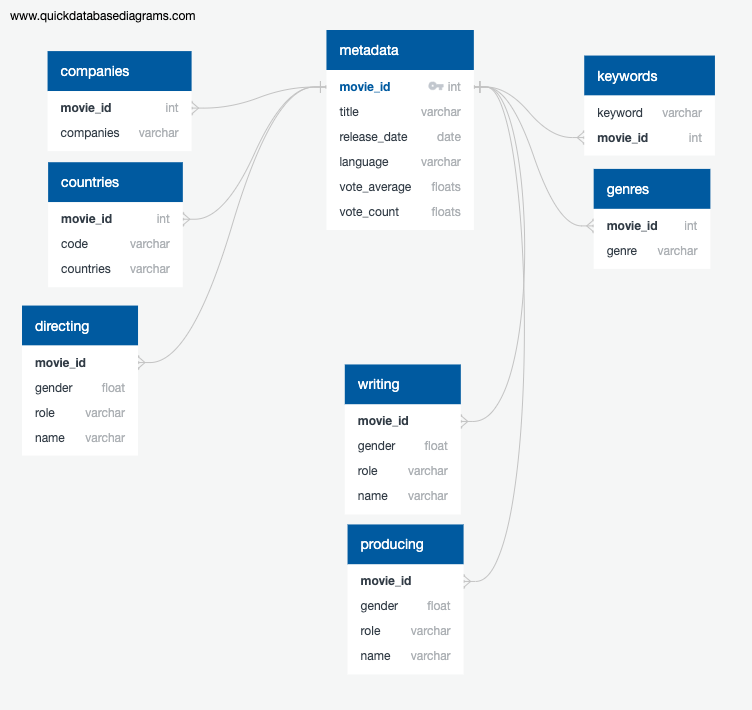 www.quickdatabasediagrams.com
companies
movie_id int
companies varchar
countries
movie_id int
code varchar
countries varchar
directing
movie_id
gender float
role varchar
name varchar
metadata
movie_id int
title varchar
release_date date
language varchar
vote_average floats
vote_count floats
writing
movie_id
gender float
role varchar
name varchar
producing
movie_id
gender float
role varchar
name varchar
keywords
keyword varchar
movie_id int
genres
movie_id int
genre varchar